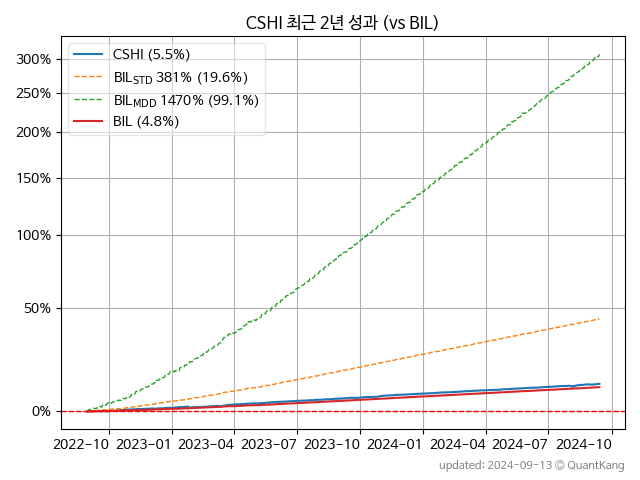 CSHI 최근 2년 성과 (vs BIL)
CSHI (5.5%)
BIL_STD 381% (19.6%)
BIL_MDD 1470% (99.1%)
BIL (4.8%)
300%
250%
200%
150%
100%
50%
0%
2022-10 2023-01 2023-04 2023-07 2023-10 2024-01 2024-04 2024-07 2024-10
updated: 2024-09-13 © QuantKang